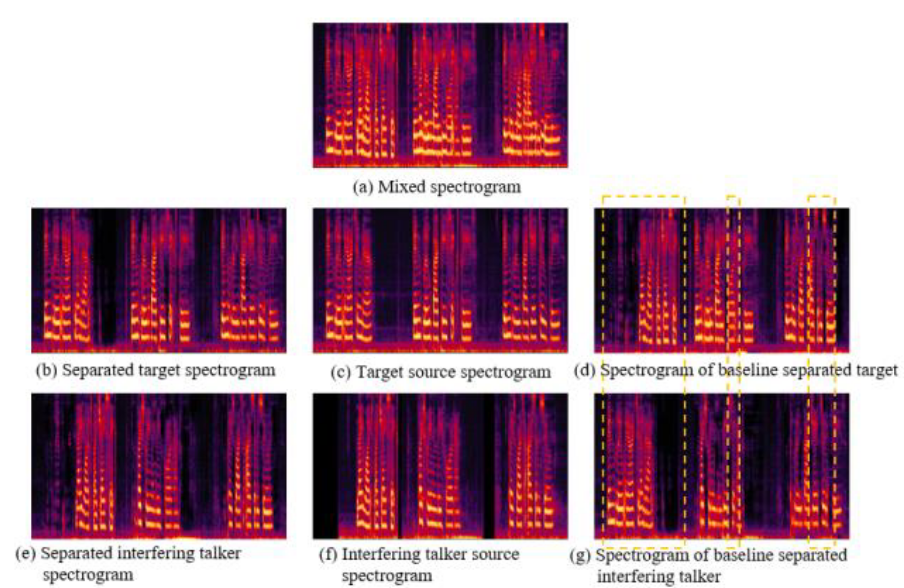 (a) Mixed spectrogram
(b) Separated target spectrogram
(c) Target source spectrogram
(d) Spectrogram of baseline separated target
(e) Separated interfering talker
spectrogram
(f) Interfering talker source
spectrogram
(g) Spectrogram of baseline separated
interfering talker